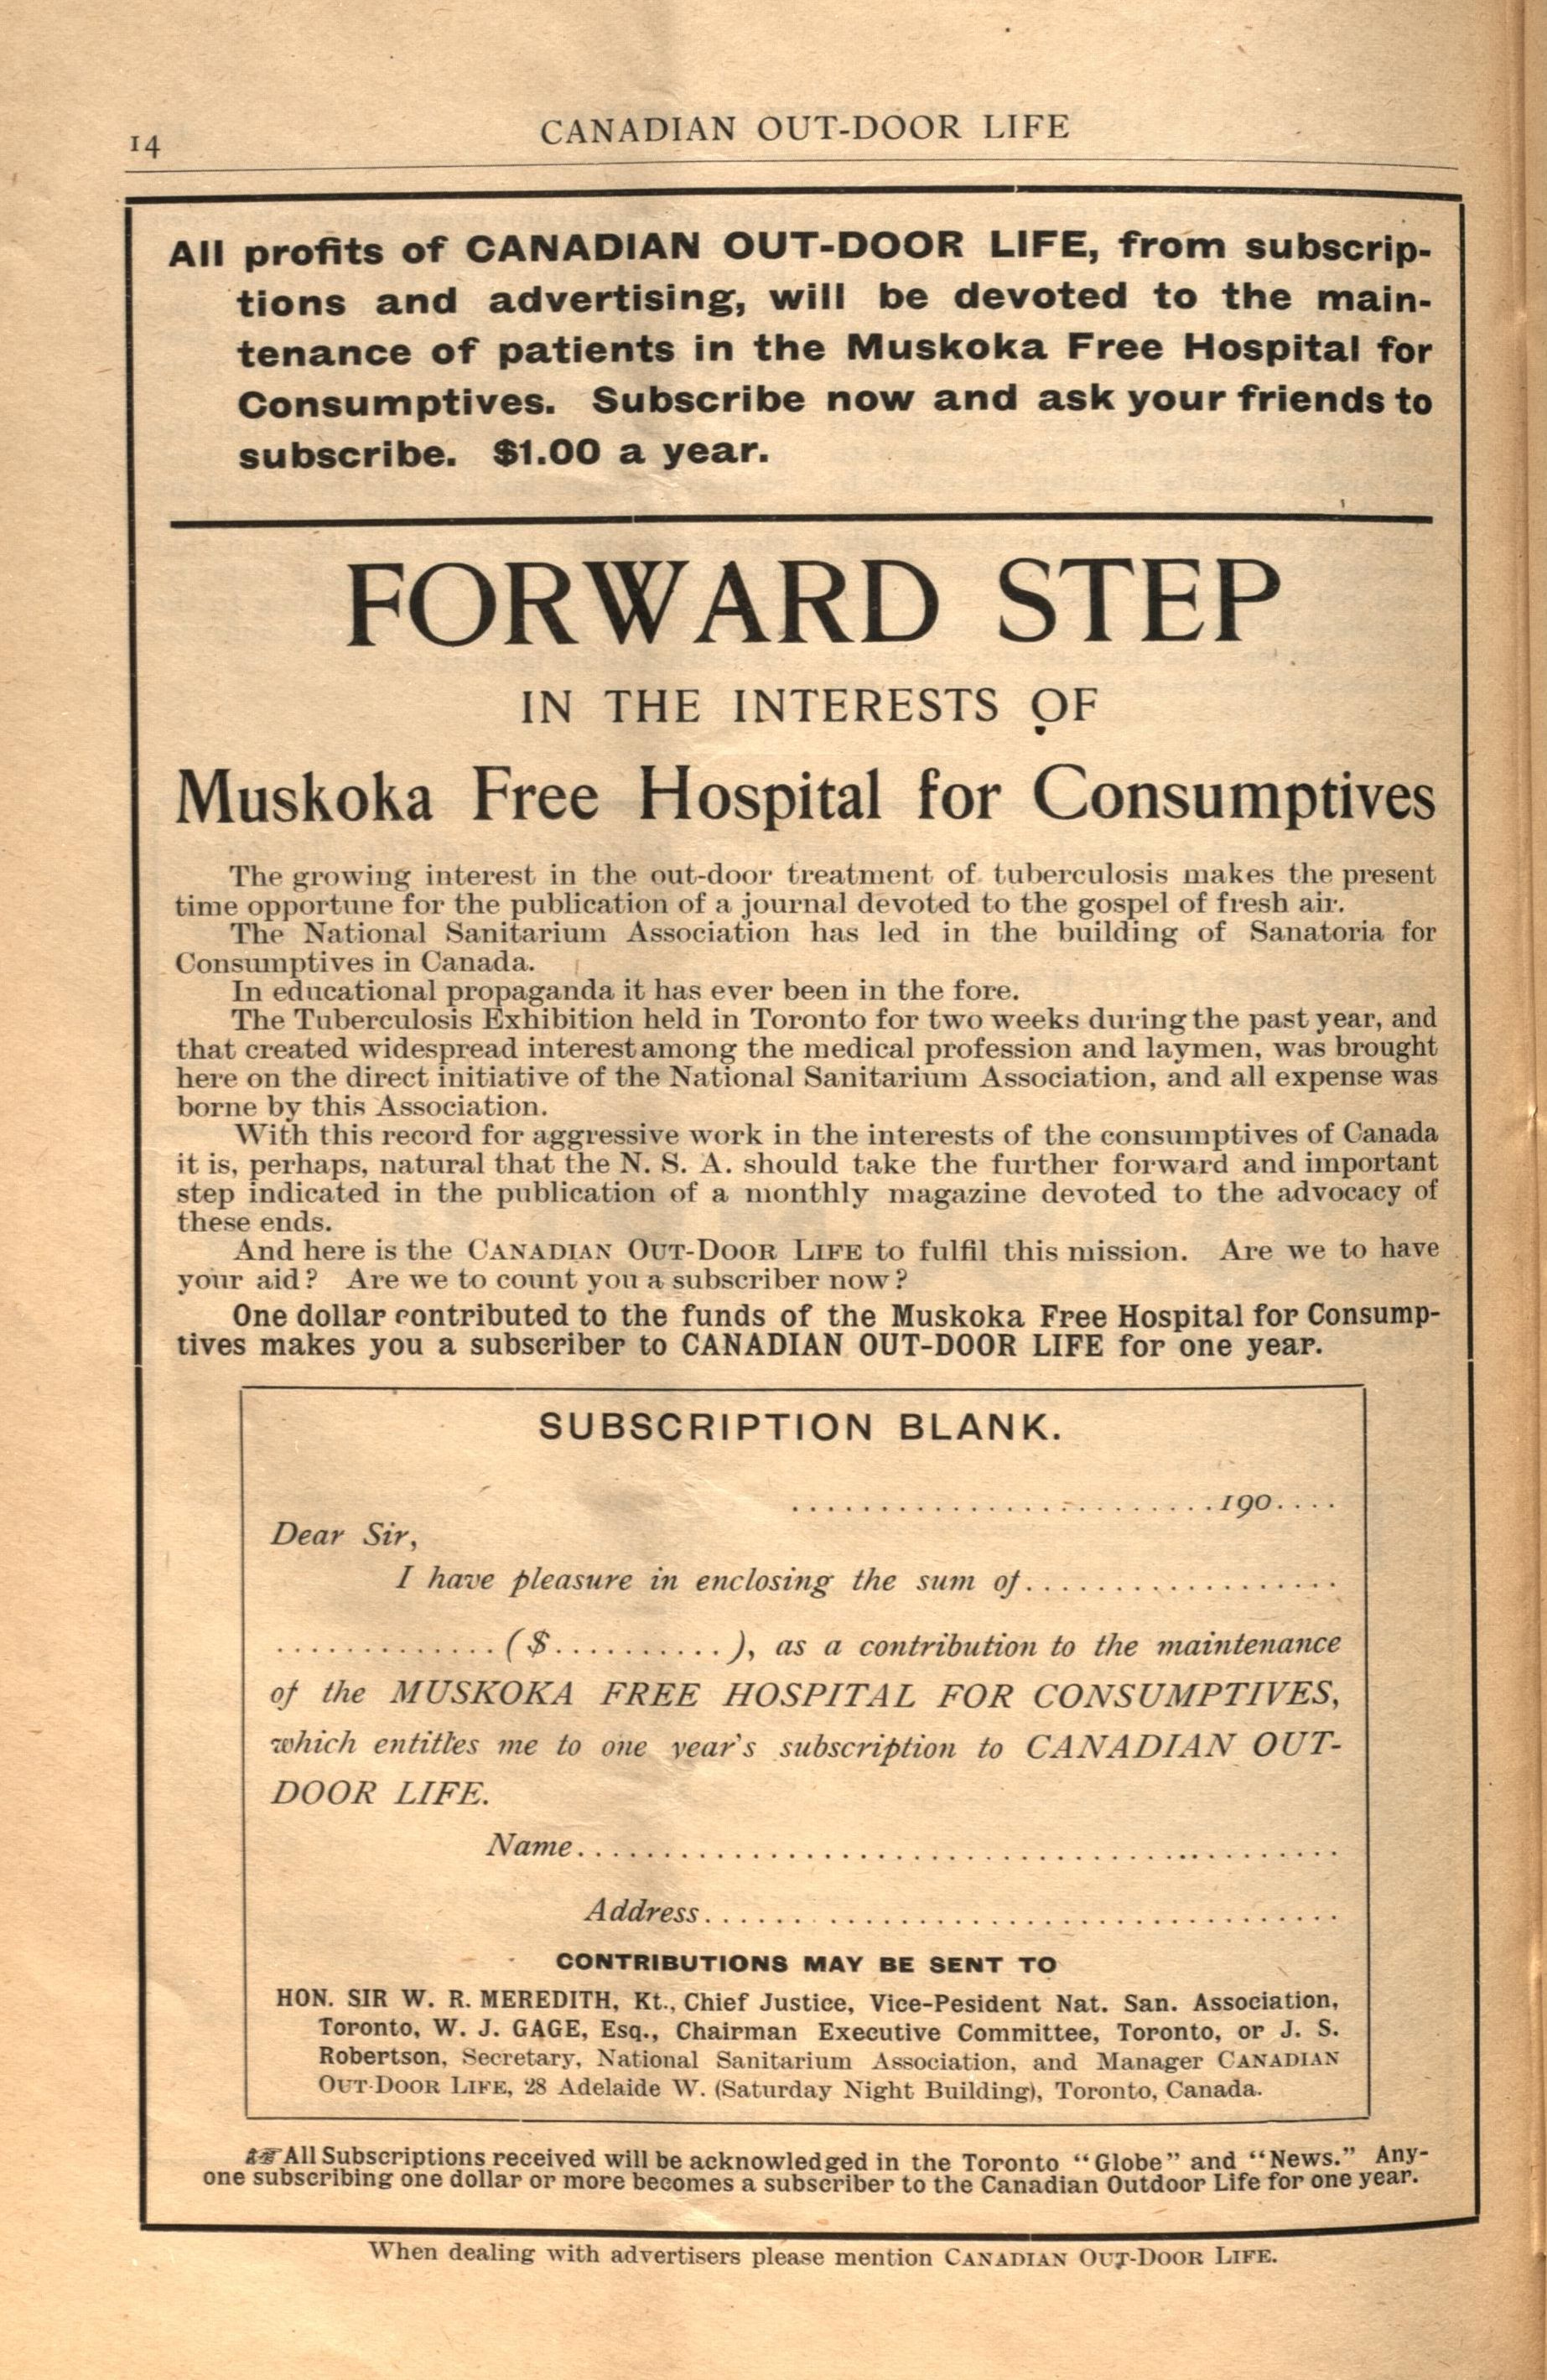 14
CANADIAN OUT-DOOR LIFE
All profits of CANADIAN OUT-DOOR LIFE, from subscrip-
tions and advertising, will be devoted to the main-
tenance of patients in the Muskoka Free Hospital for
Consumptives. Subscribe now and ask your friends to
subscribe. $1.00 a year.
FORWARD STEP
IN THE INTERESTS OF
Muskoka Free Hospital for Consumptives
The growing interest in the out-door treatment of tuberculosis makes the present
time opportune for the publication of a journal devoted to the gospel of fresh air.
The National Sanitarium Association has led in the building of Sanatoria for
Consumptives in Canada.
In educational propaganda it has ever been in the fore.
The Tuberculosis Exhibition held in Toronto for two weeks during the past year, and
that created widespread interest among the medical profession and laymen, was brought
here on the direct initiative of the National Sanitarium Association, and all expense was
borne by this Association.
With this record for aggressive work in the interests of the consumptives of Canada
it is, perhaps, natural that the N. S. A. should take the further forward and important
step indicated in the publication of a monthly magazine devoted to the advocacy of
these ends.
And here is the CANADIAN OUT-DOOR LIFE to fulfil this mission. Are we to have
your aid? Are we to count you a subscriber now?
One dollar contributed to the funds of the Muskoka Free Hospital for Consump-
tives makes you a subscriber to CANADIAN OUT-DOOR LIFE for one year.
SUBSCRIPTION BLANK.
........................190....
Dear Sir,
I have pleasure in enclosing the sum of..................
.............($..........), as a contribution to the maintenance
of the MUSKOKA FREE HOSPITAL FOR CONSUMPTIVES,
which entitles me to one year's subscription to CANADIAN OUT-
DOOR LIFE.
Name............................................
Address.....................................
CONTRIBUTIONS MAY BE SENT TO
HON. SIR W. R. MEREDITH, Kt., Chief Justice, Vice-Pesident Nat. San. Association,
Toronto, W. J. GAGE, Esq., Chairman Executive Committee, Toronto, or J. S.
Robertson, Secretary, National Sanitarium Association, and Manager CANADIAN
OUT-DOOR LIFE, 28 Adelaide W. (Saturday Night Building), Toronto, Canada.
☞ All Subscriptions received will be acknowledged in the Toronto "Globe" and "News." Any-
one subscribing one dollar or more becomes a subscriber to the Canadian Outdoor Life for one year.
When dealing with advertisers please mention CANADIAN OUT-DOOR LIFE.